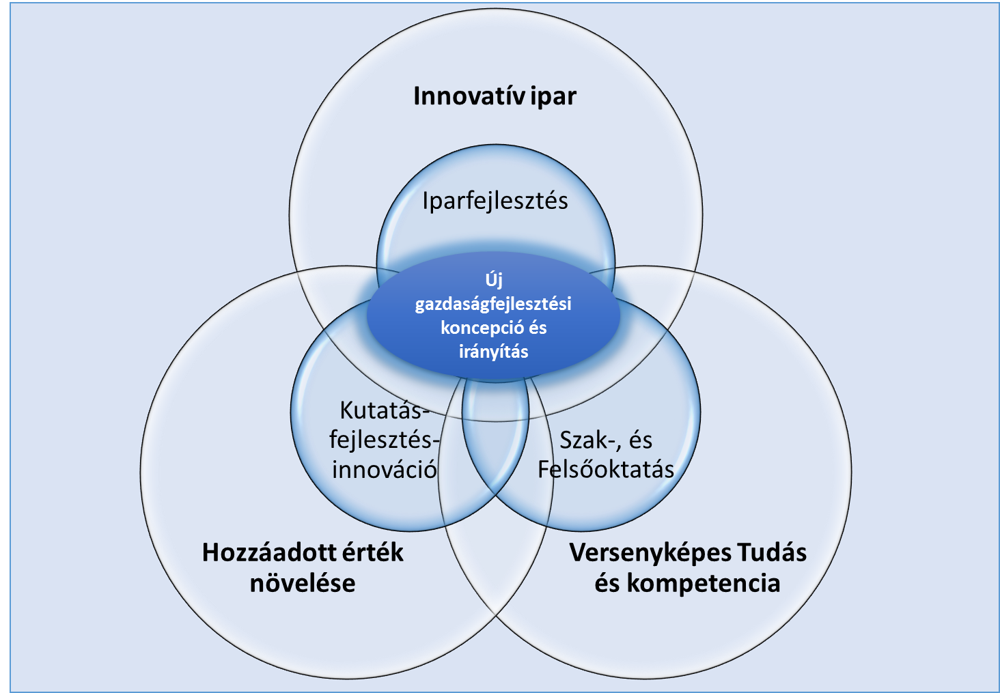 Innovatív ipar
Iparfejlesztés
Új
gazdaságfejlesztési
koncepció és
irányítás
Kutatás-
fejlesztés-
innováció
Szak-, és
Felsőoktatás
Hozzáadott érték
növelése
Versenyképes Tudás
és kompetencia